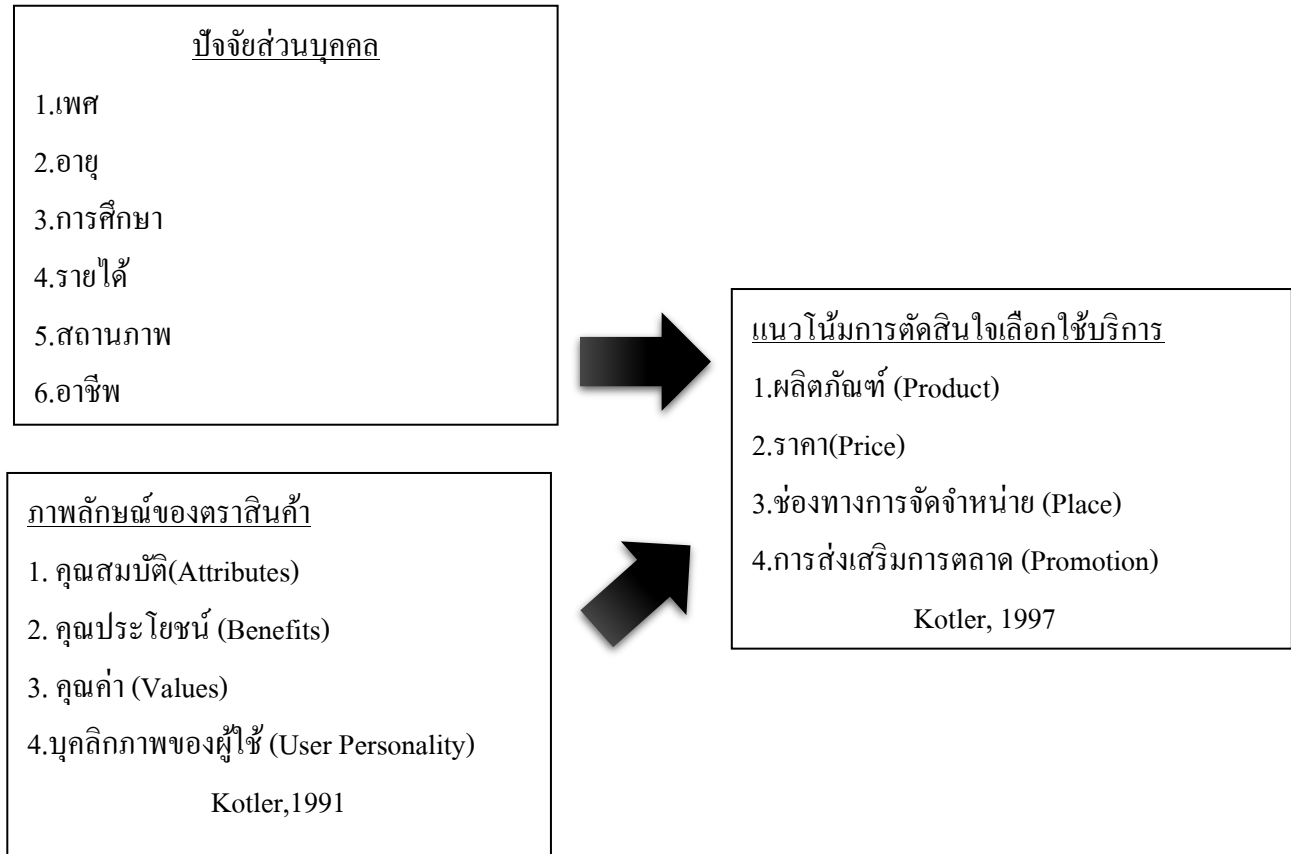 ปัจจัยส่วนบุคคล
1.เพศ
2.อายุ
3.การศึกษา
4.รายได้
5.สถานภาพ
6.อาชีพ
ภาพลักษณ์ของตราสินค้า
1. คุณสมบัติ(Attributes)
2. คุณประโยชน์ (Benefits)
3. คุณค่า (Values)
4.บุคลิกภาพของผู้ใช้ (User Personality)
Kotler,1991
แนวโน้มการตัดสินใจเลือกใช้บริการ
1.ผลิตภัณฑ์ (Product)
2.ราคา(Price)
3.ช่องทางการจัดจำหน่าย (Place)
4.การส่งเสริมการตลาด (Promotion)
Kotler, 1997